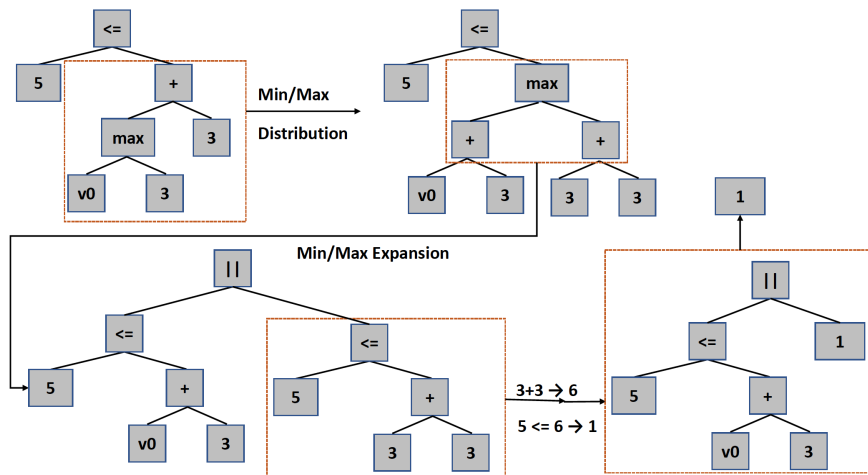 <=
5
+
max
3
v0
3
Min/Max
Distribution
<=
5
max
+
+
v0
3
3
3
Min/Max Expansion
||
<=
<=
5
+
5
+
v0
3
3
3
3+3 → 6
5 <= 6 → 1
1
||
<=
1
5
+
v0
3